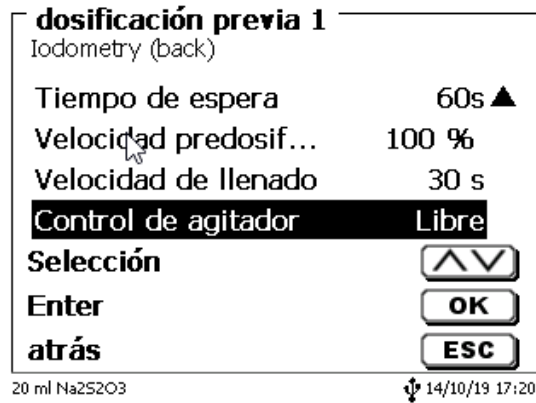 dosificación previa 1
Iodometry (back)
Tiempo de espera 60s
Velocidad predosif... 100 %
Velocidad de llenado 30 s
Control de agitador Libre
Selección
Enter OK
atrás ESC
20 ml Na2S2O3 14/10/19 17:20